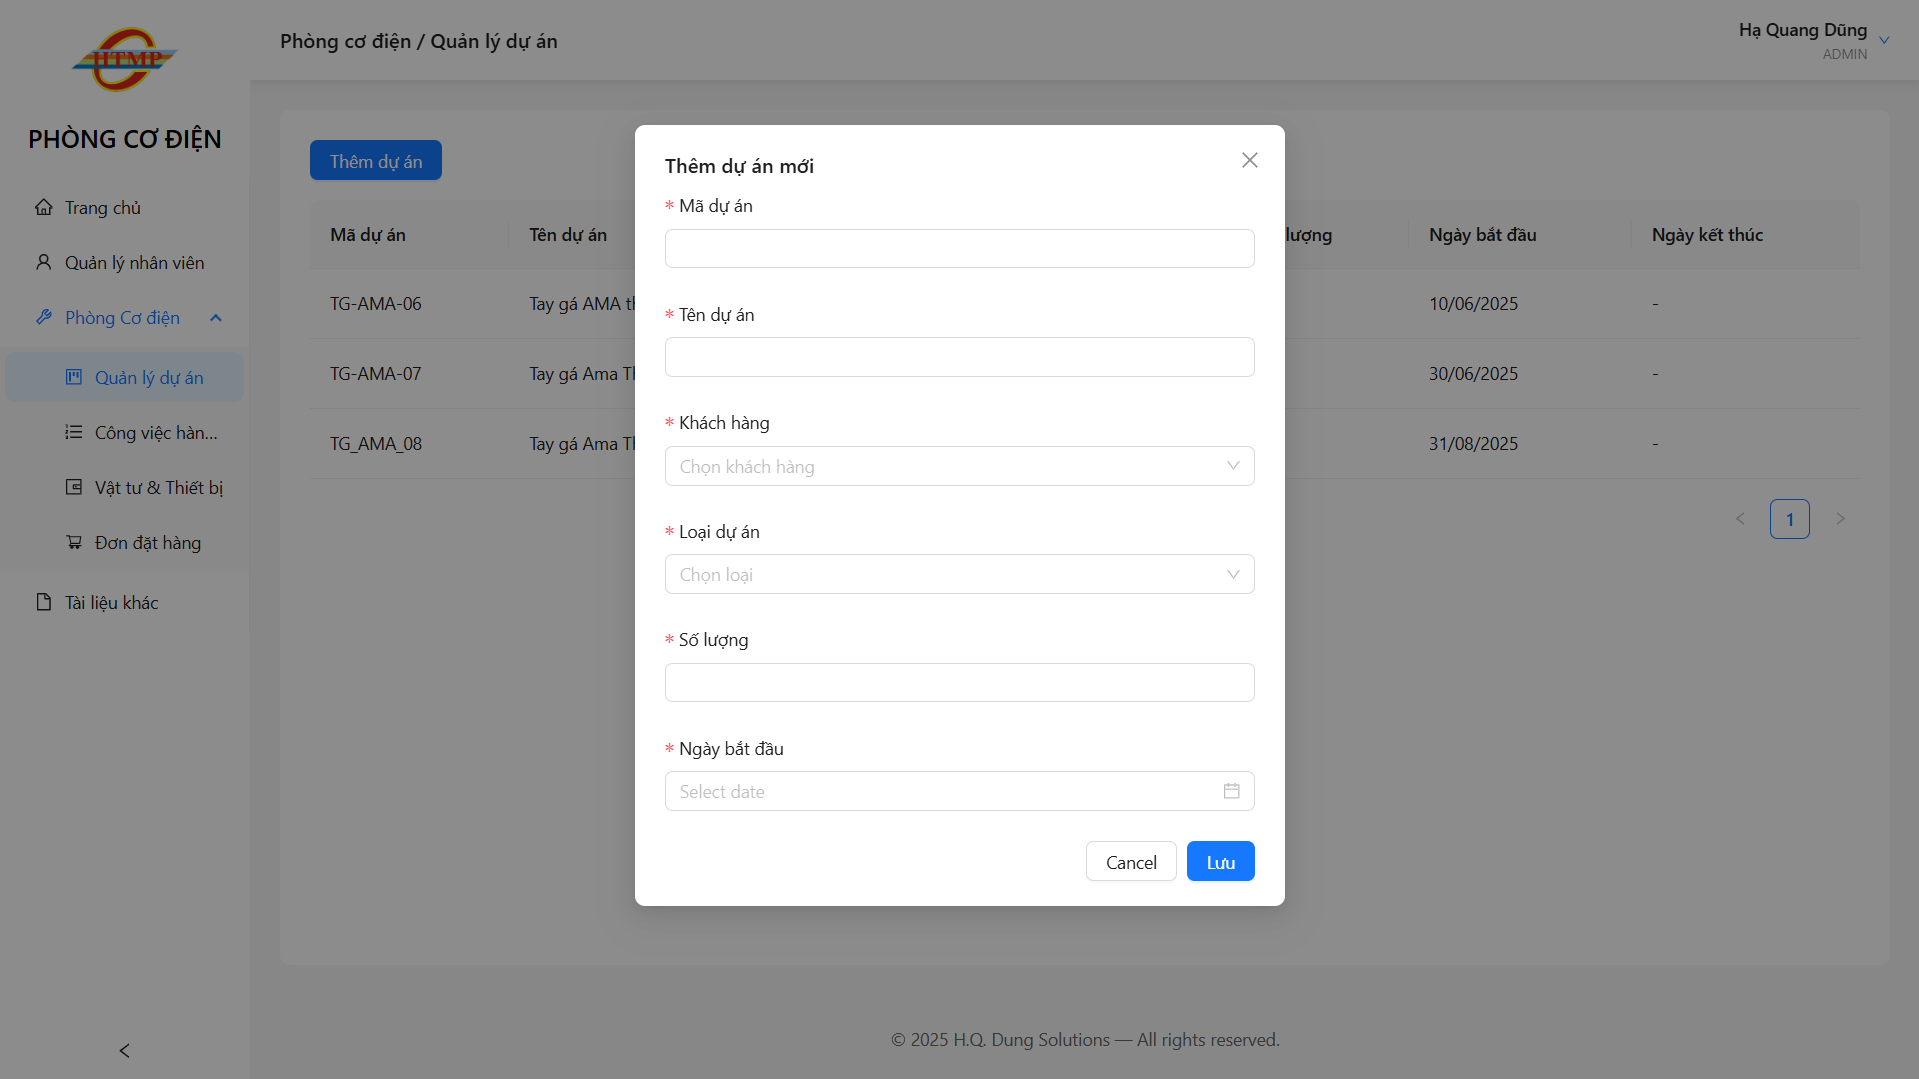 HTMP
PHÒNG CƠ ĐIỆN
Trang chủ
Quản lý nhân viên
Phòng Cơ điện
Quản lý dự án
Công việc hàn...
Vật tư & Thiết bị
Đơn đặt hàng
Tài liệu khác
Phòng cơ điện / Quản lý dự án
Hạ Quang Dũng
ADMIN
Thêm dự án
Mã dự án Tên dự án lượng Ngày bắt đầu Ngày kết thúc
TG-AMA-06 Tay gá AMA 10/06/2025 -
TG-AMA-07 Tay gá Ama 30/06/2025 -
TG_AMA_08 Tay gá Ama 31/08/2025 -
1
Thêm dự án mới
* Mã dự án
* Tên dự án
* Khách hàng
Chọn khách hàng
* Loại dự án
Chọn loại
* Số lượng
* Ngày bắt đầu
Select date
Cancel Lưu
© 2025 H.Q. Dung Solutions — All rights reserved.